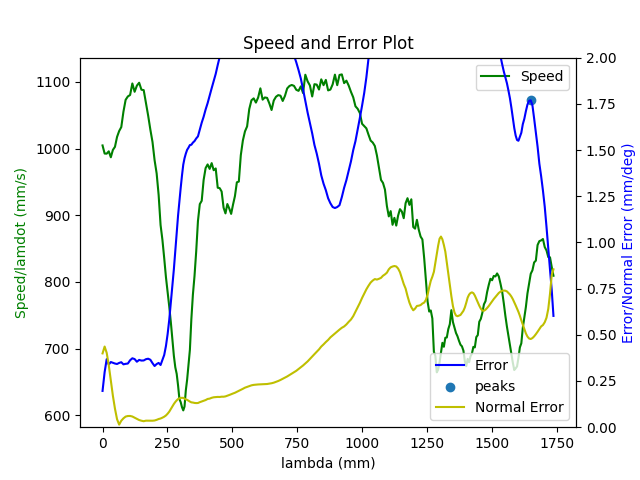 Speed and Error Plot
Speed
1100
1000
900
800
700
600
Speed/lamdot (mm/s)
2.00
1.75
1.50
1.25
1.00
0.75
0.50
0.25
0.00
Error/Normal Error (mm/deg)
Error
peaks
Normal Error
0 250 500 750 1000 1250 1500 1750
lambda (mm)